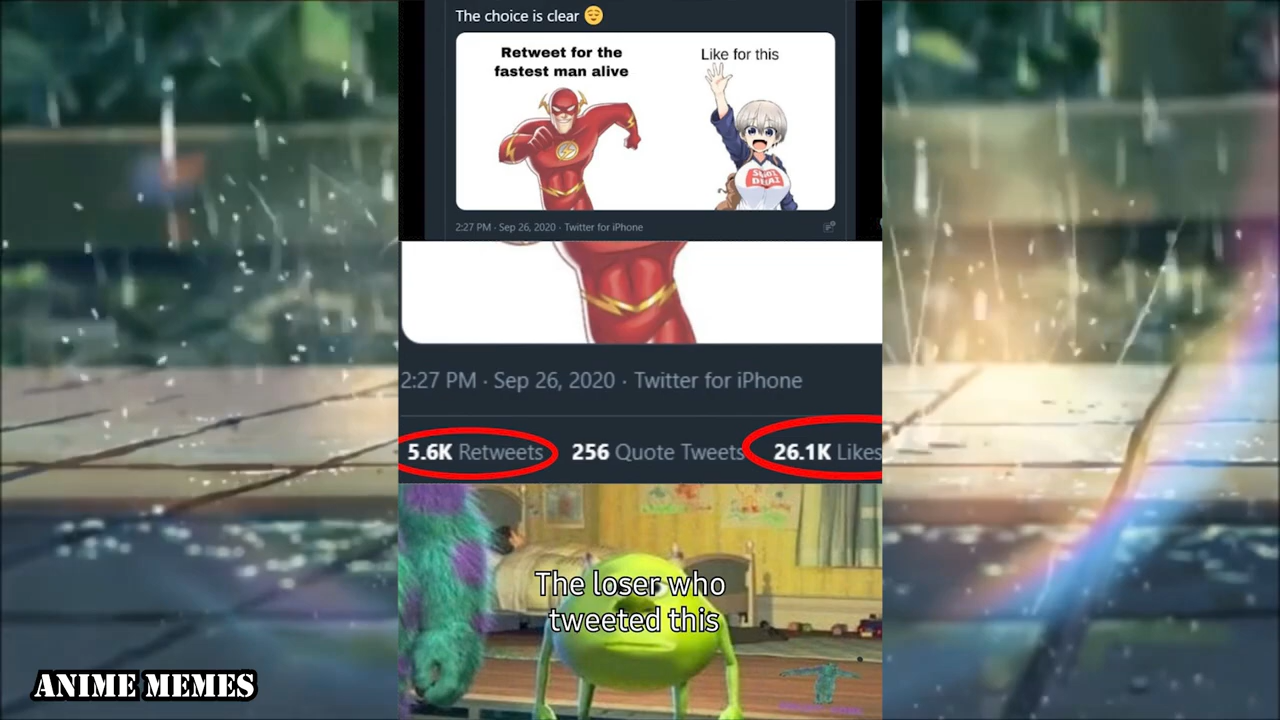 The choice is clear 😌
Retweet for the
fastest man alive
Like for this
2:27 PM · Sep 26, 2020 · Twitter for iPhone
2:27 PM · Sep 26, 2020 · Twitter for iPhone
5.6K Retweets 256 Quote Tweets 26.1K Likes
The loser who
tweeted this
ANIME MEMES